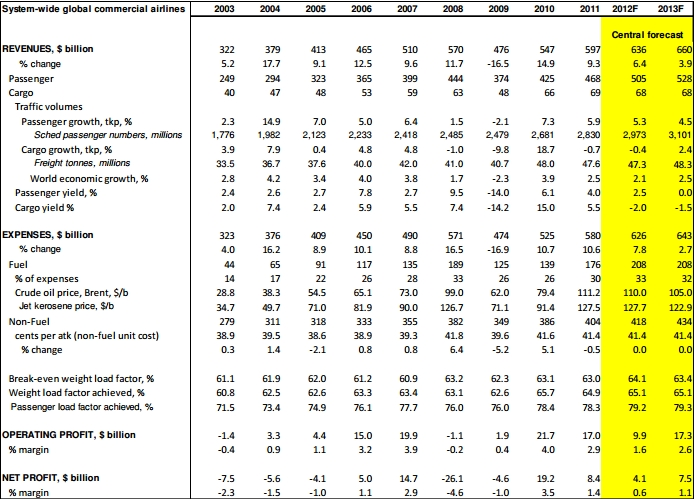 System-wide global commercial airlines 2003 2004 2005 2006 2007 2008 2009 2010 2011 2012F 2013F
Central forecast
REVENUES, $ billion 322 379 413 465 510 570 476 547 597 636 660
% change 5.2 17.7 9.1 12.5 9.6 11.7 -16.5 14.9 9.3 6.4 3.9
Passenger 249 294 323 365 399 444 374 425 468 505 528
Cargo 40 47 48 53 59 63 48 66 69 68 68
Traffic volumes
Passenger growth, tkp, % 2.3 14.9 7.0 5.0 6.4 1.5 -2.1 7.3 5.9 5.3 4.5
Sched passenger numbers, millions 1,776 1,982 2,123 2,233 2,418 2,485 2,479 2,681 2,830 2,973 3,101
Cargo growth, tkp, % 3.9 7.9 0.4 4.8 4.8 -1.0 -9.8 18.7 -0.7 -0.4 2.4
Freight tonnes, millions 33.5 36.7 37.6 40.0 42.0 41.0 40.7 48.0 47.6 47.3 48.3
World economic growth, % 2.8 4.2 3.4 4.0 3.8 1.7 -2.3 3.9 2.5 2.1 2.5
Passenger yield, % 2.4 2.6 2.7 7.8 2.7 9.5 -14.0 6.1 4.0 2.5 0.0
Cargo yield % 2.0 7.4 2.4 5.9 5.5 7.4 -14.2 15.0 5.5 -2.0 -1.5
EXPENSES, $ billion 323 376 409 450 490 571 474 525 580 626 643
% change 4.0 16.2 8.9 10.1 8.8 16.5 -16.9 10.7 10.6 7.8 2.7
Fuel 44 65 91 117 135 189 125 139 176 208 208
% of expenses 14 17 22 26 28 33 26 26 30 33 32
Crude oil price, Brent, $/b 28.8 38.3 54.5 65.1 73.0 99.0 62.0 79.4 111.2 110.0 105.0
Jet kerosene price, $/b 34.7 49.7 71.0 81.9 90.0 126.7 71.1 91.4 127.5 127.7 122.9
Non-Fuel 279 311 318 333 355 382 349 386 404 418 434
cents per atk (non-fuel unit cost) 38.9 39.5 38.6 38.9 39.3 41.8 39.6 41.6 41.4 41.4 41.4
% change 0.3 1.4 -2.1 0.8 0.8 6.4 -5.2 5.1 -0.5 0.0 0.0
Break-even weight load factor, % 61.1 61.9 62.0 61.2 60.9 63.2 62.3 63.1 63.0 64.1 63.4
Weight load factor achieved, % 60.8 62.5 62.6 63.3 63.4 63.1 62.6 65.7 64.9 65.1 65.1
Passenger load factor achieved, % 71.5 73.4 74.9 76.1 77.7 76.0 76.0 78.4 78.3 79.2 79.3
OPERATING PROFIT, $ billion -1.4 3.3 4.4 15.0 19.9 -1.1 1.9 21.7 17.0 9.9 17.3
% margin -0.4 0.9 1.1 3.2 3.9 -0.2 0.4 4.0 2.9 1.6 2.6
NET PROFIT, $ billion -7.5 -5.6 -4.1 5.0 14.7 -26.1 -4.6 19.2 8.4 4.1 7.5
% margin -2.3 -1.5 -1.0 1.1 2.9 -4.6 -1.0 3.5 1.4 0.6 1.1